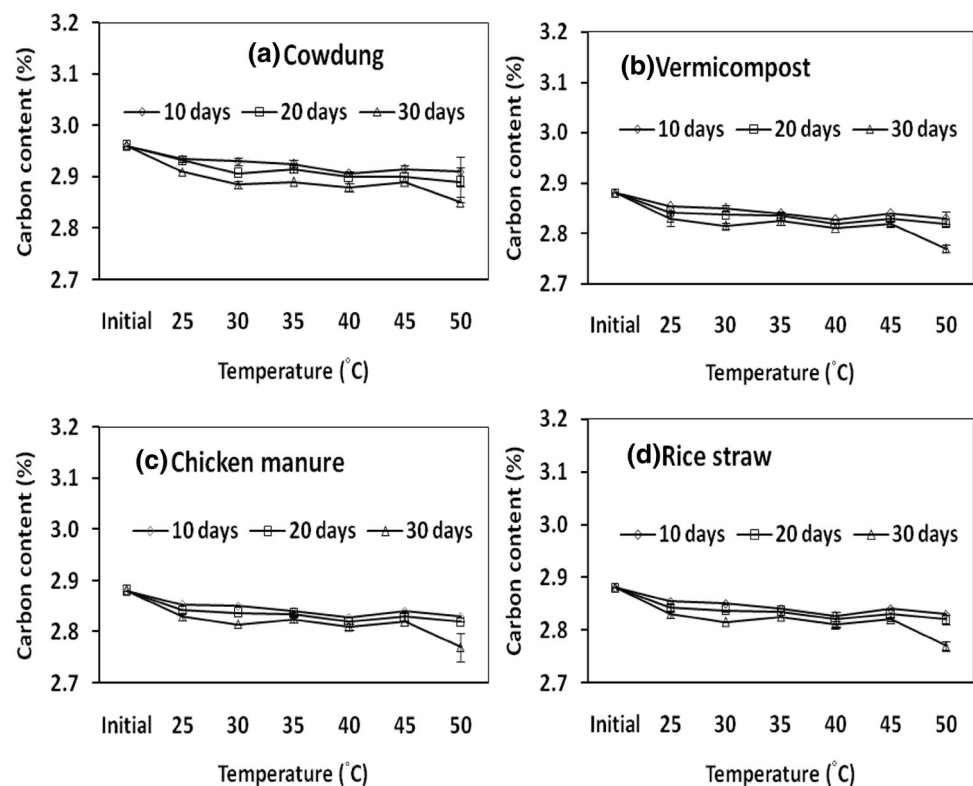 (a) Cowdung
Carbon content (%)
3.2
3.1
3.0
2.9
2.8
2.7
10 days 20 days 30 days
Initial 25 30 35 40 45 50
Temperature (°C)
(b) Vermicompost
Carbon content (%)
3.2
3.1
3.0
2.9
2.8
2.7
10 days 20 days 30 days
Initial 25 30 35 40 45 50
Temperature (°C)
(c) Chicken manure
Carbon content (%)
3.2
3.1
3.0
2.9
2.8
2.7
10 days 20 days 30 days
Initial 25 30 35 40 45 50
Temperature (°C)
(d) Rice straw
Carbon content (%)
3.2
3.1
3.0
2.9
2.8
2.7
10 days 20 days 30 days
Initial 25 30 35 40 45 50
Temperature (°C)